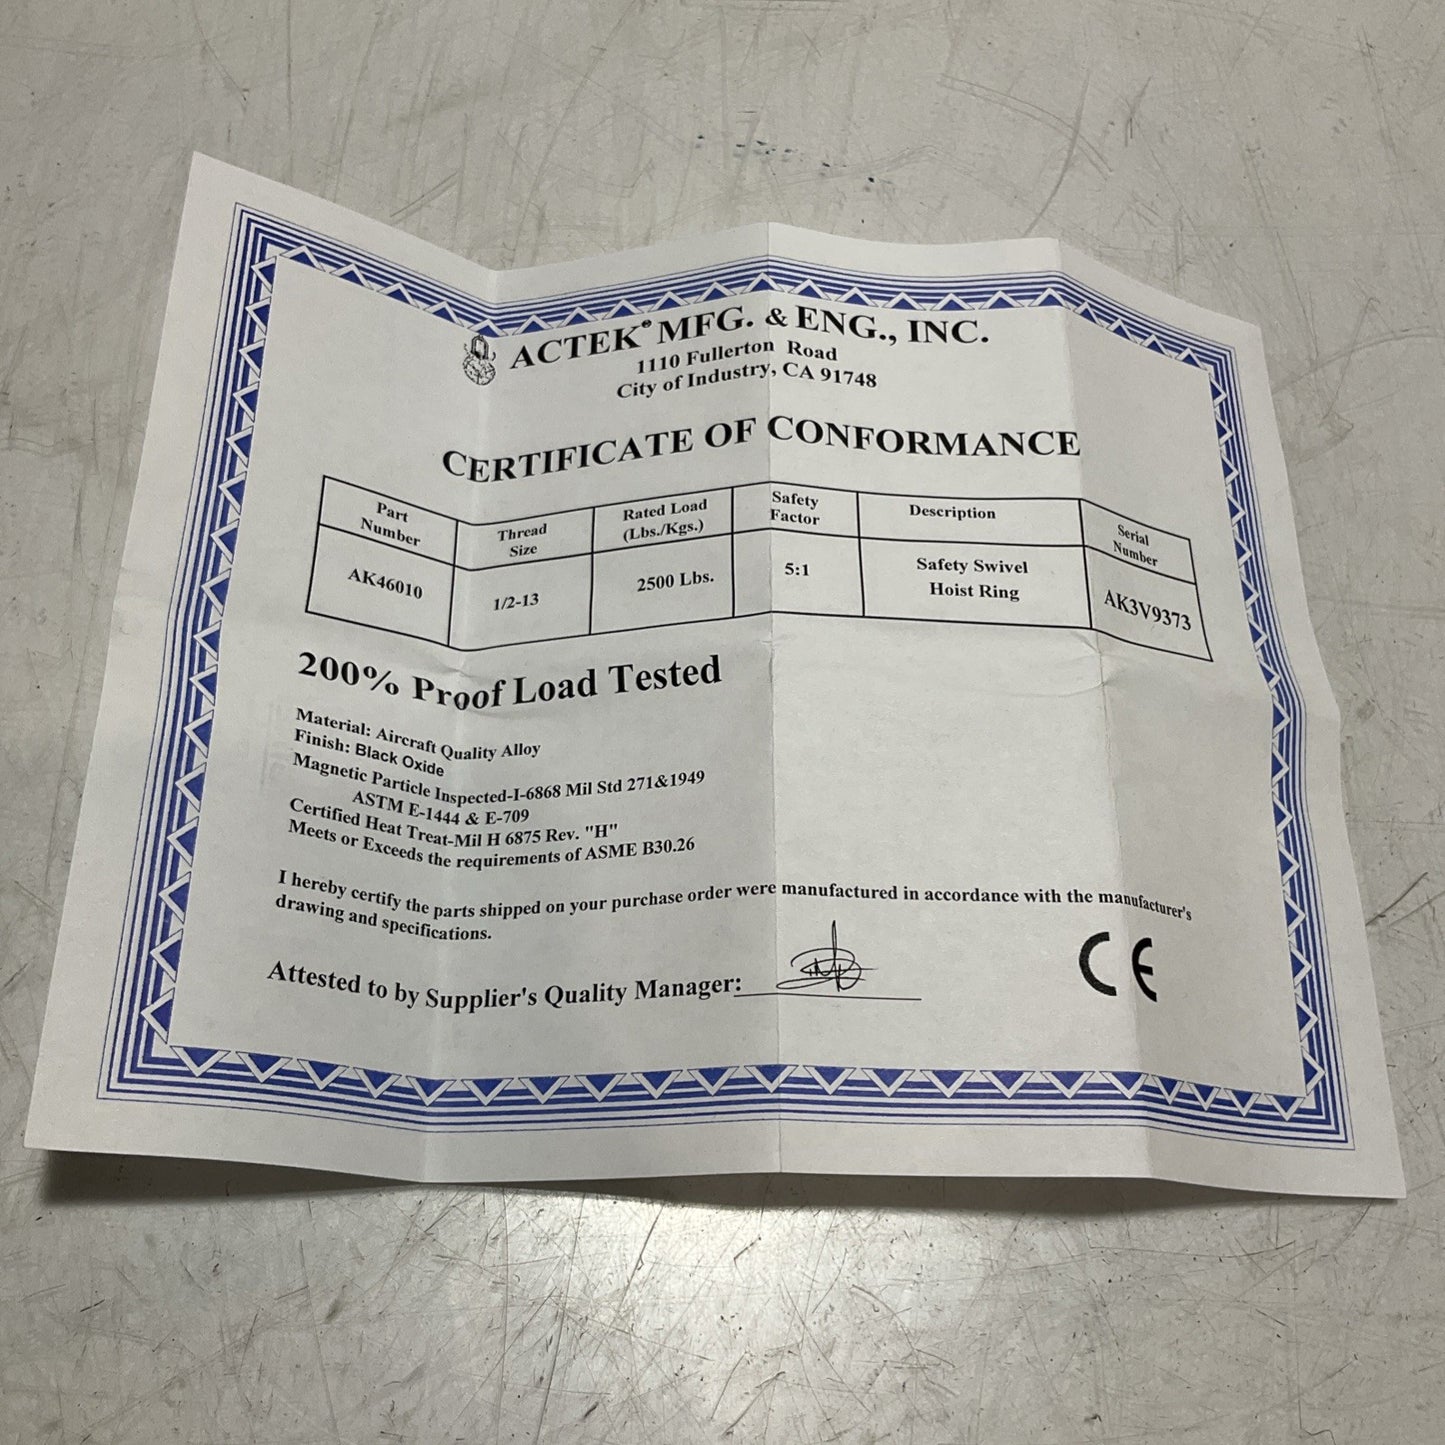 ACTEK® MFG. & ENG., INC.
1110 Fullerton Road
City of Industry, CA 91748
CERTIFICATE OF CONFORMANCE
Part Number
Thread Size
Rated Load (Lbs./Kgs.)
Safety Factor
Description
Serial Number
AK46010
1/2-13
2500 Lbs.
5:1
Safety Swivel Hoist Ring
AK3V9373
200% Proof Load Tested
Material: Aircraft Quality Alloy
Finish: Black Oxide
Magnetic Particle Inspected-I-6868 Mil Std 271&1949
ASTM E-1444 & E-709
Certified Heat Treat-Mil H 6875 Rev. "H"
Meets or Exceeds the requirements of ASME B30.26
I hereby certify the parts shipped on your purchase order were manufactured in accordance with the manufacturer's
drawing and specifications.
Attested to by Supplier's Quality Manager:
CE